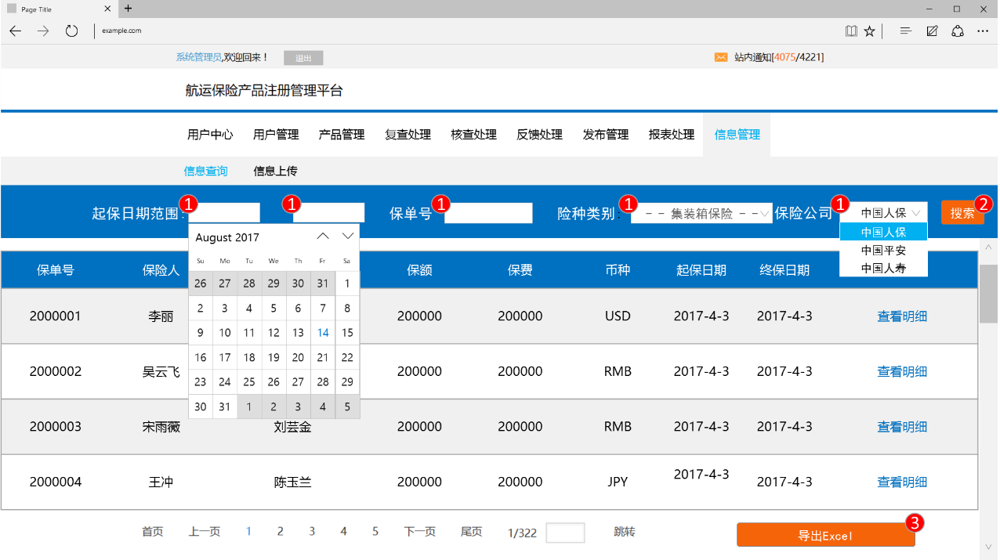 Page Title
example.com
系统管理员,欢迎回来！ 退出 站内通知[4075/4221]
航运保险产品注册管理平台
用户中心 用户管理 产品管理 复查处理 核查处理 反馈处理 发布管理 报表处理 信息管理
信息查询 信息上传
起保日期范围: 1 1 保单号 1 险种类别: 1 －－ 集装箱保险 －－ 保险公司 1 中国人保 搜索 2
中国人保
中国平安
中国人寿
August 2017
Su Mo Tu We Th Fr Sa
26 27 28 29 30 31 1
2 3 4 5 6 7 8
9 10 11 12 13 14 15
16 17 18 19 20 21 22
23 24 25 26 27 28 29
30 31 1 2 3 4 5
保单号 保险人 保额 保费 币种 起保日期 终保日期
2000001 李丽 200000 200000 USD 2017-4-3 2017-4-3 查看明细
2000002 吴云飞 200000 200000 RMB 2017-4-3 2017-4-3 查看明细
2000003 宋雨薇 刘芸金 200000 200000 RMB 2017-4-3 2017-4-3 查看明细
2000004 王冲 陈玉兰 200000 200000 JPY 2017-4-3 2017-4-3 查看明细
首页 上一页 1 2 3 4 5 下一页 尾页 1/322 跳转 导出Excel 3